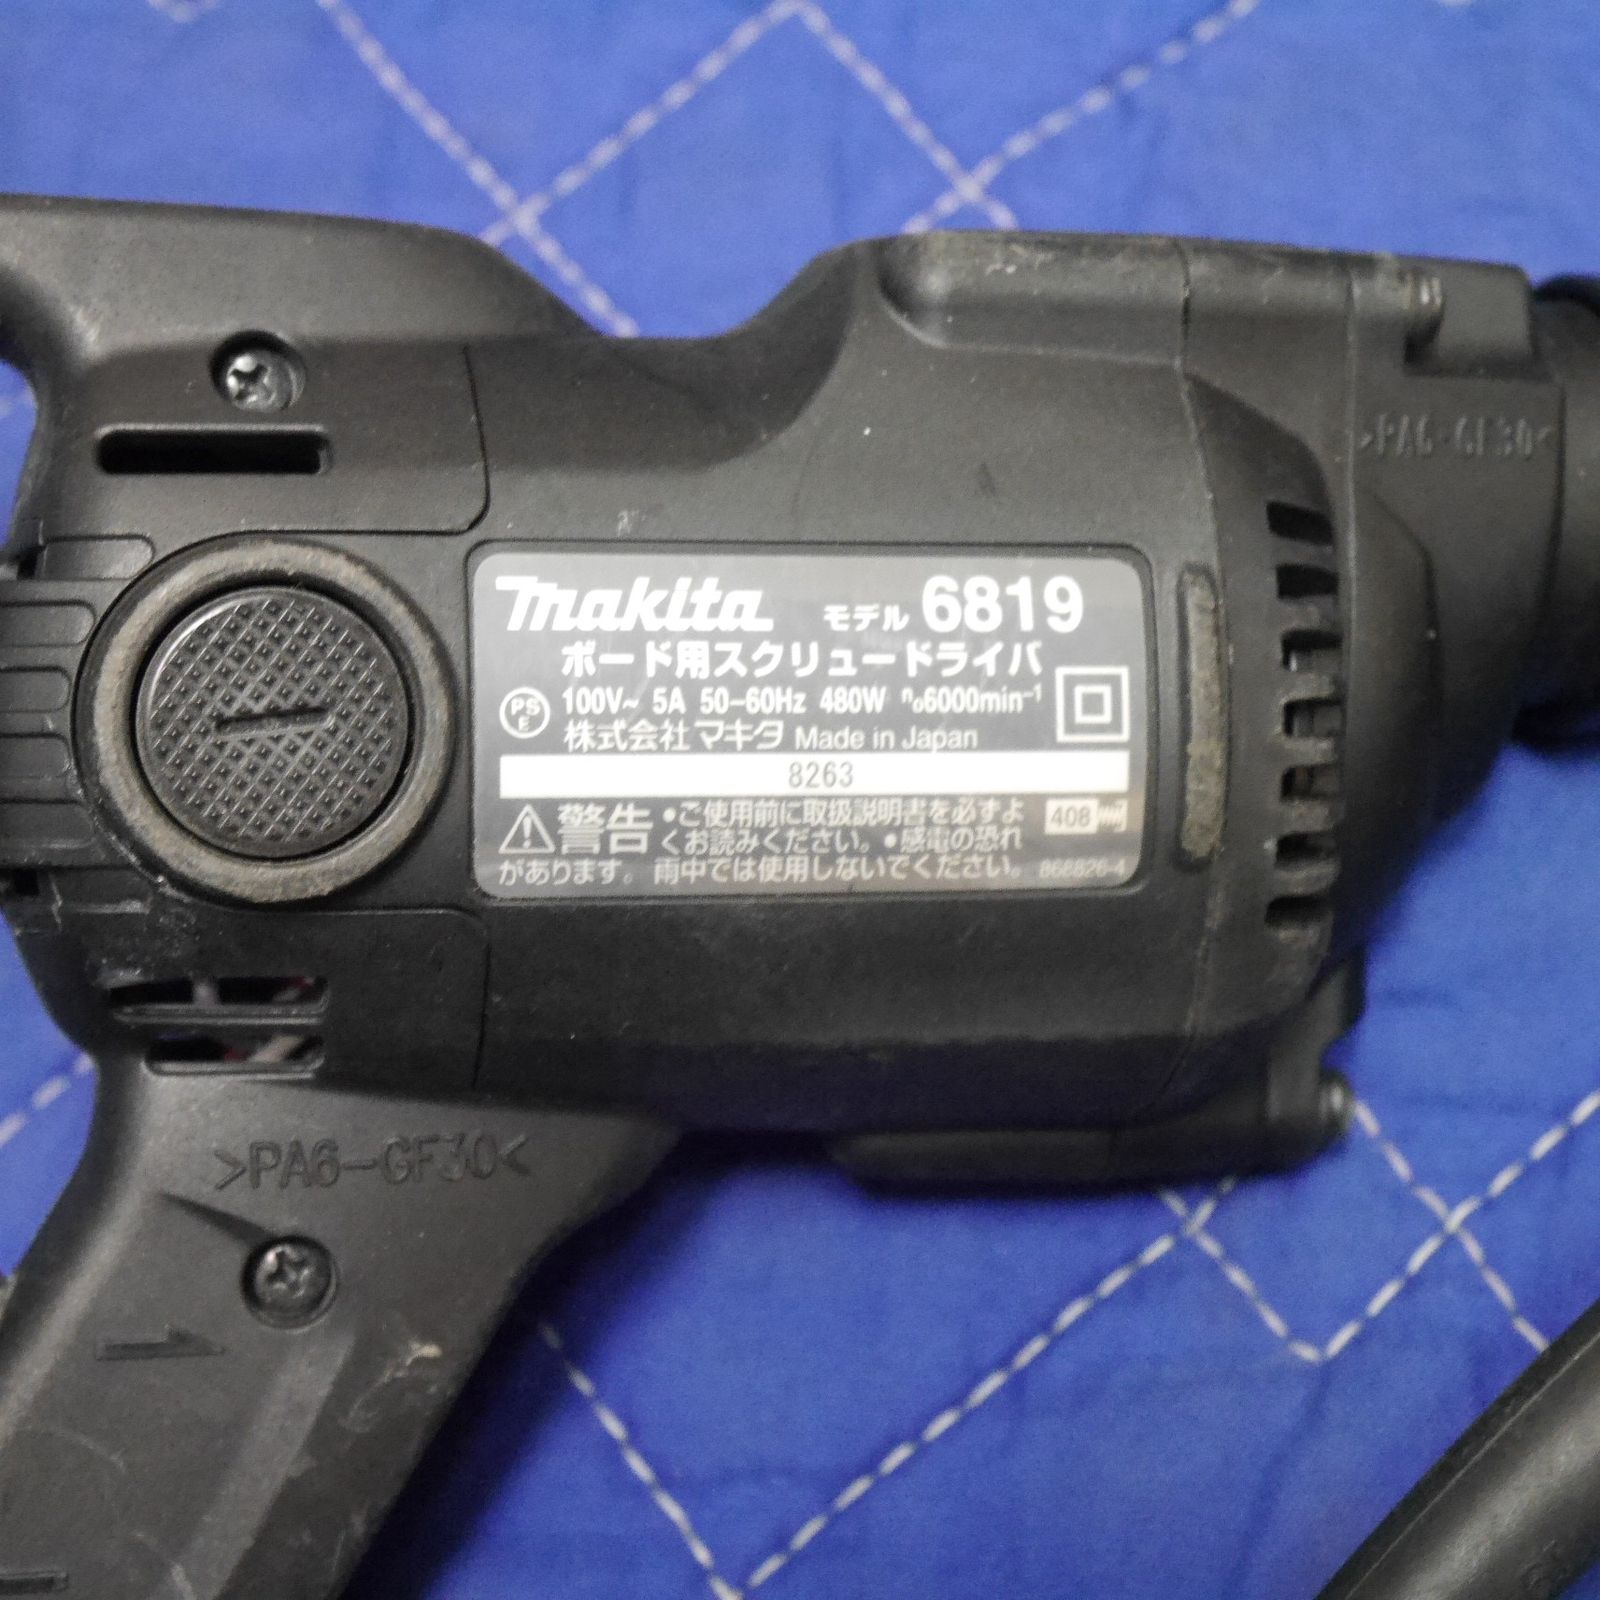 >PA6-GF30<
makita モデル 6819
ボード用スクリュードライバ
PS E 100V~ 5A 50-60Hz 480W n₀6000min⁻¹
株式会社マキタ Made in Japan
8263
警告 •ご使用前に取扱説明書を必ずよ
くお読みください。•感電の恐れ
があります。雨中では使用しないでください。
408
866826-4
>PA6-GF30<